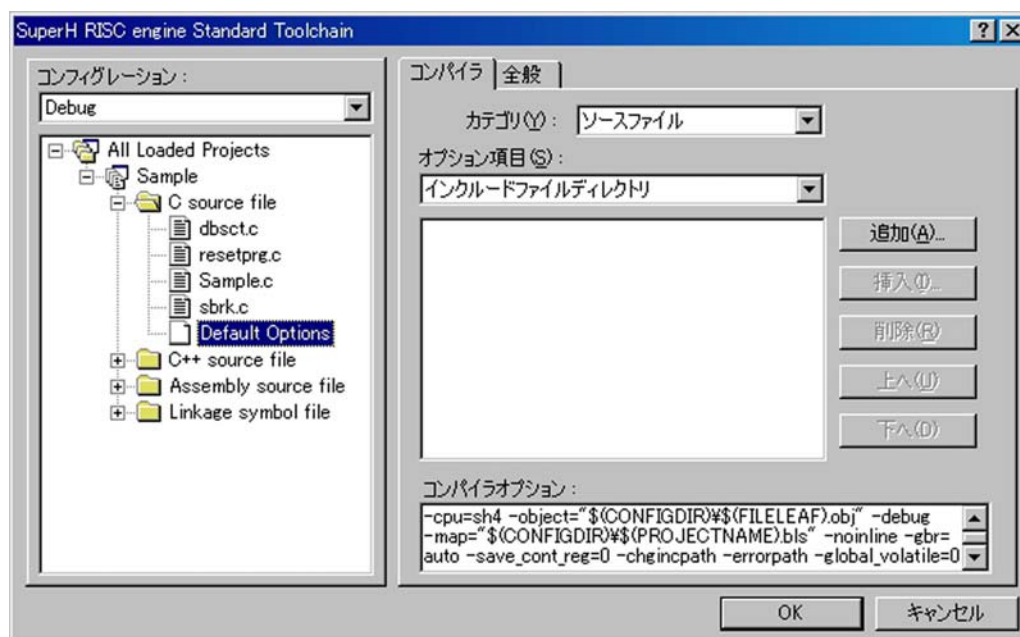 SuperH RISC engine Standard Toolchain
コンフィグレーション :
Debug
All Loaded Projects
Sample
C source file
dbsct.c
resetprg.c
Sample.c
sbrk.c
Default Options
C++ source file
Assembly source file
Linkage symbol file
コンパイラ 全般
カテゴリ(Y) : ソースファイル
オプション項目(S) :
インクルードファイルディレクトリ
追加(A)...
挿入(I)...
削除(R)
上へ(U)
下へ(D)
コンパイラオプション :
-cpu=sh4 -object="$(CONFIGDIR)¥$(FILELEAF).obj" -debug
-map="$(CONFIGDIR)¥$(PROJECTNAME).bls" -noinline -gbr=
auto -save_cont_reg=0 -chgincpath -errorpath -global_volatile=0
OK キャンセル